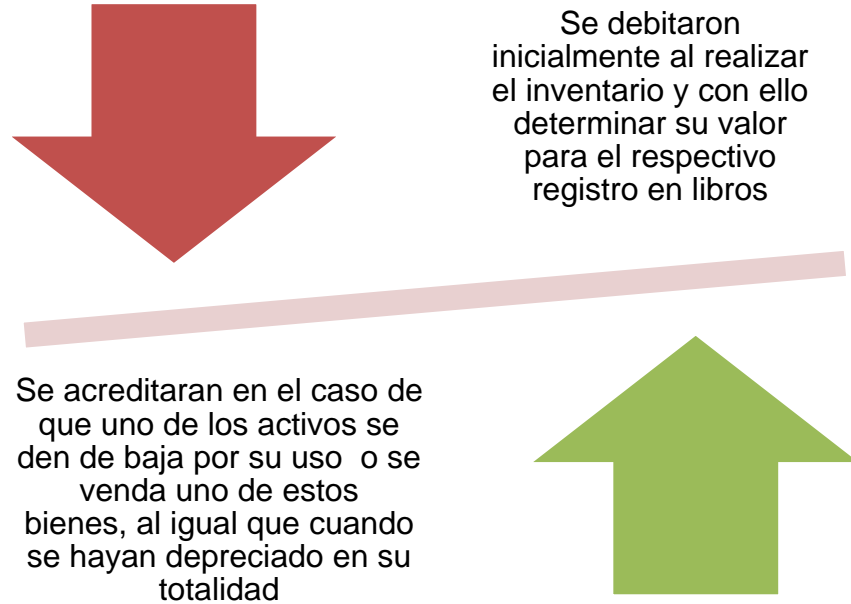 Se debitaron
inicialmente al realizar
el inventario y con ello
determinar su valor
para el respectivo
registro en libros
Se acreditaran en el caso de
que uno de los activos se
den de baja por su uso o se
venda uno de estos
bienes, al igual que cuando
se hayan depreciado en su
totalidad